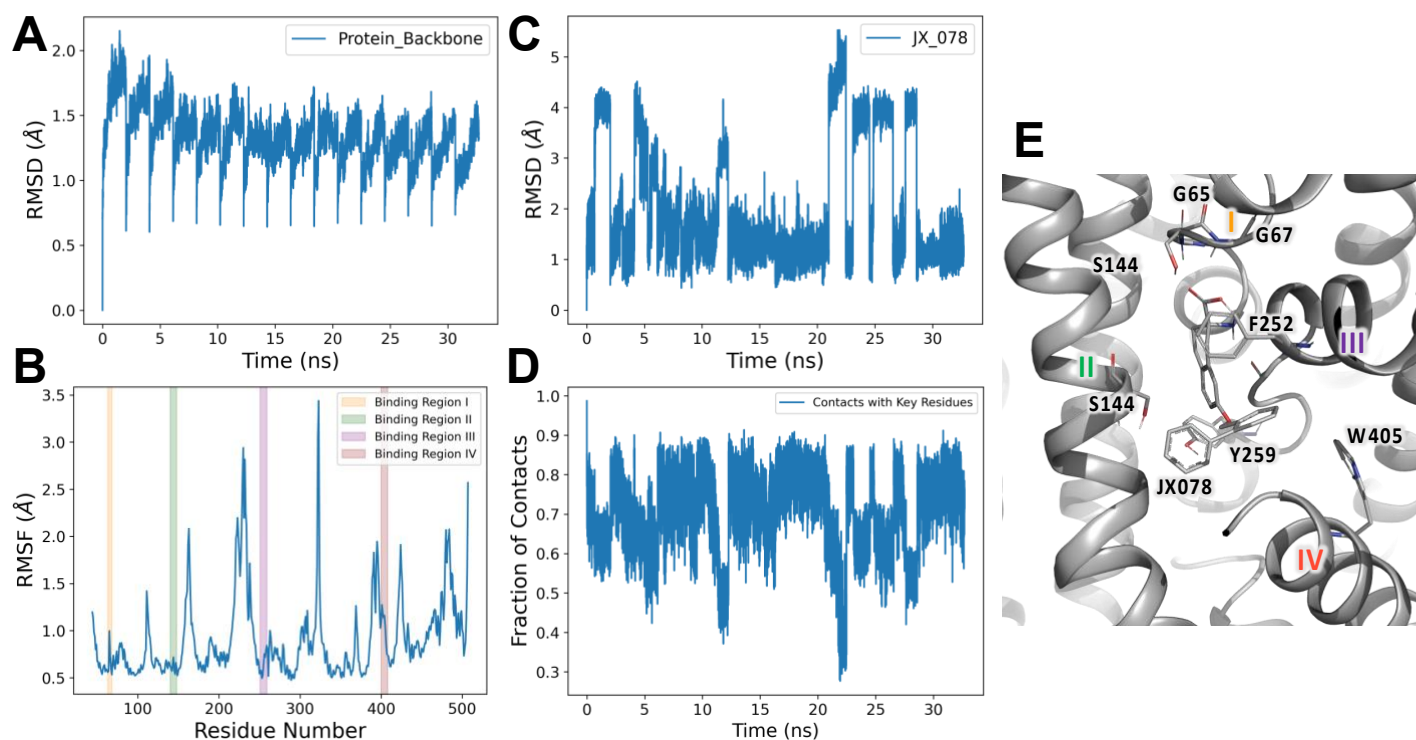 A
Protein_Backbone
RMSD (Å)
2.0
1.5
1.0
0.5
0.0
0
5
10
15
20
25
30
Time (ns)
B
Binding Region I
Binding Region II
Binding Region III
Binding Region IV
RMSF (Å)
3.5
3.0
2.5
2.0
1.5
1.0
0.5
100
200
300
400
500
Residue Number
C
JX_078
RMSD (Å)
5
4
3
2
1
0
0
5
10
15
20
25
30
Time (ns)
D
Contacts with Key Residues
Fraction of Contacts
1.0
0.9
0.8
0.7
0.6
0.5
0.4
0.3
0
5
10
15
20
25
30
Time (ns)
E
G65
I
G67
S144
F252
III
II
S144
Y259
W405
JX078
IV